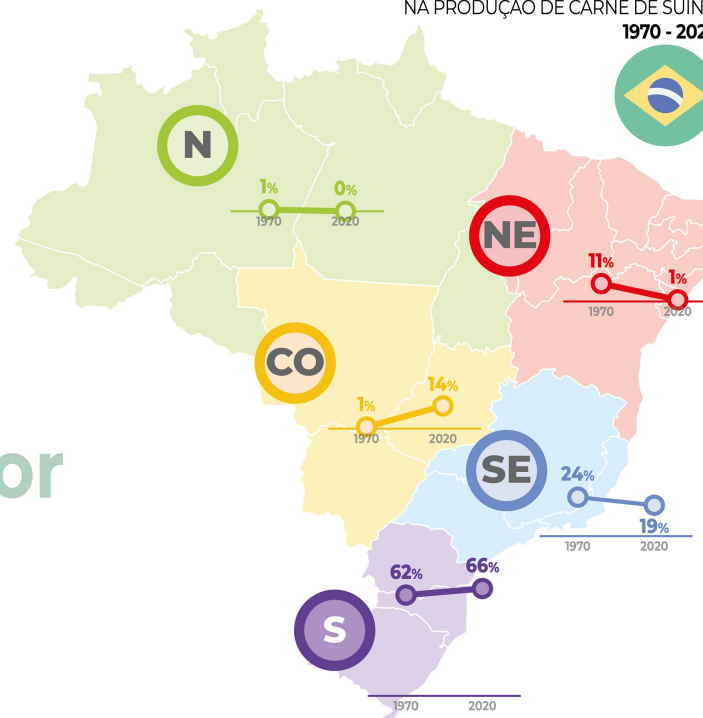 NA PRODUÇÃO DE CARNE DE SUÍN
1970 - 202
N
1% 0%
1970 2020
NE
11% 1%
1970 2020
CO
1% 14%
1970 2020
or
SE
24% 19%
1970 2020
S
62% 66%
1970 2020